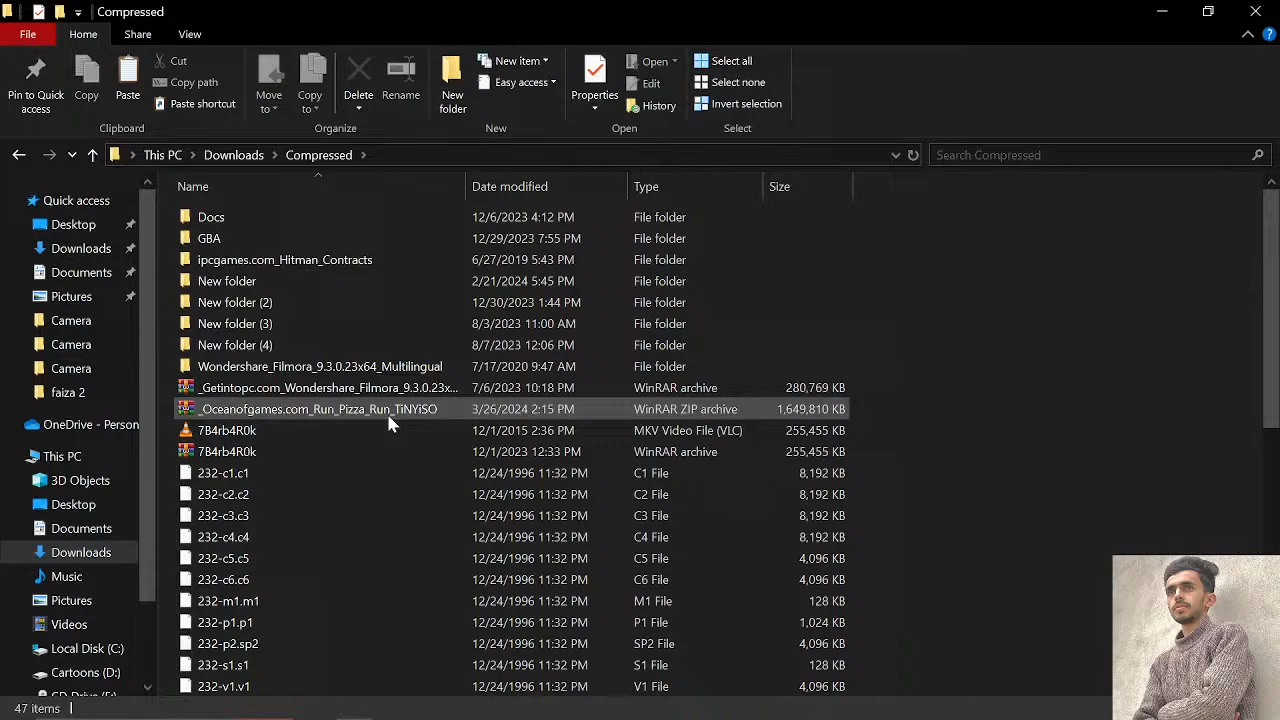 Compressed
File Home Share View
Pin to Quick access
Copy
Paste
Cut
Copy path
Paste shortcut
Clipboard
Move to
Copy to
Delete
Rename
Organize
New folder
New item
Easy access
New
Properties
Open
Edit
History
Open
Select all
Select none
Invert selection
Select
This PC > Downloads > Compressed >
Search Compressed
Quick access
Desktop
Downloads
Documents
Pictures
Camera
Camera
Camera
faiza 2
OneDrive - Person
This PC
3D Objects
Desktop
Documents
Downloads
Music
Pictures
Videos
Local Disk (C:)
Cardoons (D:)
Name Date modified Type Size
Docs 12/6/2023 4:12 PM File folder
GBA 12/29/2023 7:55 PM File folder
ipcgames.com_Hitman_Contracts 6/27/2019 5:43 PM File folder
New folder 2/21/2024 5:45 PM File folder
New folder (2) 12/30/2023 1:44 PM File folder
New folder (3) 8/3/2023 11:00 AM File folder
New folder (4) 8/7/2023 12:06 PM File folder
Wondershare_Filmora_9.3.0.23x64_Multilingual 7/17/2020 9:47 AM File folder
_Getintopc.com_Wondershare_Filmora_9.3.0.23x... 7/6/2023 10:18 PM WinRAR archive 280,769 KB
_Oceanofgames.com_Run_Pizza_Run_TiNYiSO 3/26/2024 2:15 PM WinRAR ZIP archive 1,649,810 KB
7B4rb4R0k 12/1/2015 2:36 PM MKV Video File (VLC) 255,455 KB
7B4rb4R0k 12/1/2023 12:33 PM WinRAR archive 255,455 KB
232-c1.c1 12/24/1996 11:32 PM C1 File 8,192 KB
232-c2.c2 12/24/1996 11:32 PM C2 File 8,192 KB
232-c3.c3 12/24/1996 11:32 PM C3 File 8,192 KB
232-c4.c4 12/24/1996 11:32 PM C4 File 8,192 KB
232-c5.c5 12/24/1996 11:32 PM C5 File 4,096 KB
232-c6.c6 12/24/1996 11:32 PM C6 File 4,096 KB
232-m1.m1 12/24/1996 11:32 PM M1 File 128 KB
232-p1.p1 12/24/1996 11:32 PM P1 File 1,024 KB
232-p2.sp2 12/24/1996 11:32 PM SP2 File 4,096 KB
232-s1.s1 12/24/1996 11:32 PM S1 File 128 KB
232-v1.v1 12/24/1996 11:32 PM V1 File 4,096 KB
47 items